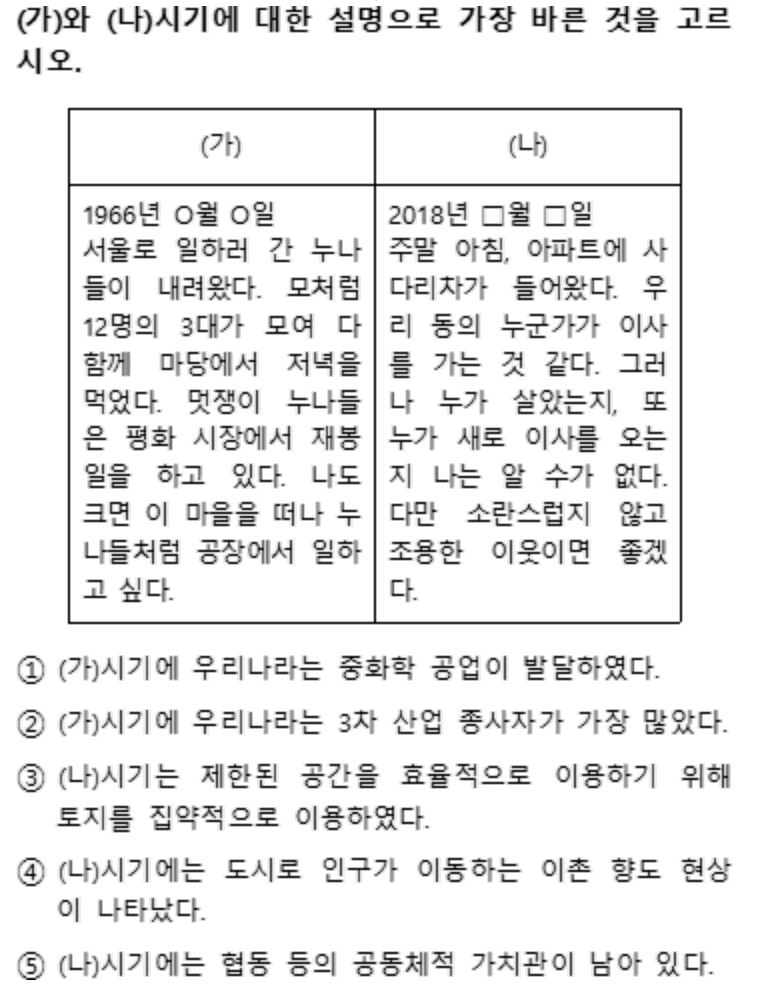 (가)와 (나)시기에 대한 설명으로 가장 바른 것을 고르
시오.
(가)
1966년 O월 O일
서울로 일하러 간 누나
들이 내려왔다. 모처럼
12명의 3대가 모여 다
함께 마당에서 저녁을
먹었다. 멋쟁이 누나들
은 평화 시장에서 재봉
일을 하고 있다. 나도
크면 이 마을을 떠나 누
나들처럼 공장에서 일하
고 싶다.
(나)
2018년 □월 □일
주말 아침, 아파트에 사
다리차가 들어왔다. 우
리 동의 누군가가 이사
를 가는 것 같다. 그러
나 누가 살았는지, 또
누가 새로 이사를 오는
지 나는 알 수가 없다.
다만 소란스럽지 않고
조용한 이웃이면 좋겠
다.
① (가)시기에 우리나라는 중화학 공업이 발달하였다.
② (가)시기에 우리나라는 3차 산업 종사자가 가장 많았다.
③ (나)시기는 제한된 공간을 효율적으로 이용하기 위해
토지를 집약적으로 이용하였다.
④ (나)시기에는 도시로 인구가 이동하는 이촌 향도 현상
이 나타났다.
⑤ (나)시기에는 협동 등의 공동체적 가치관이 남아 있다.